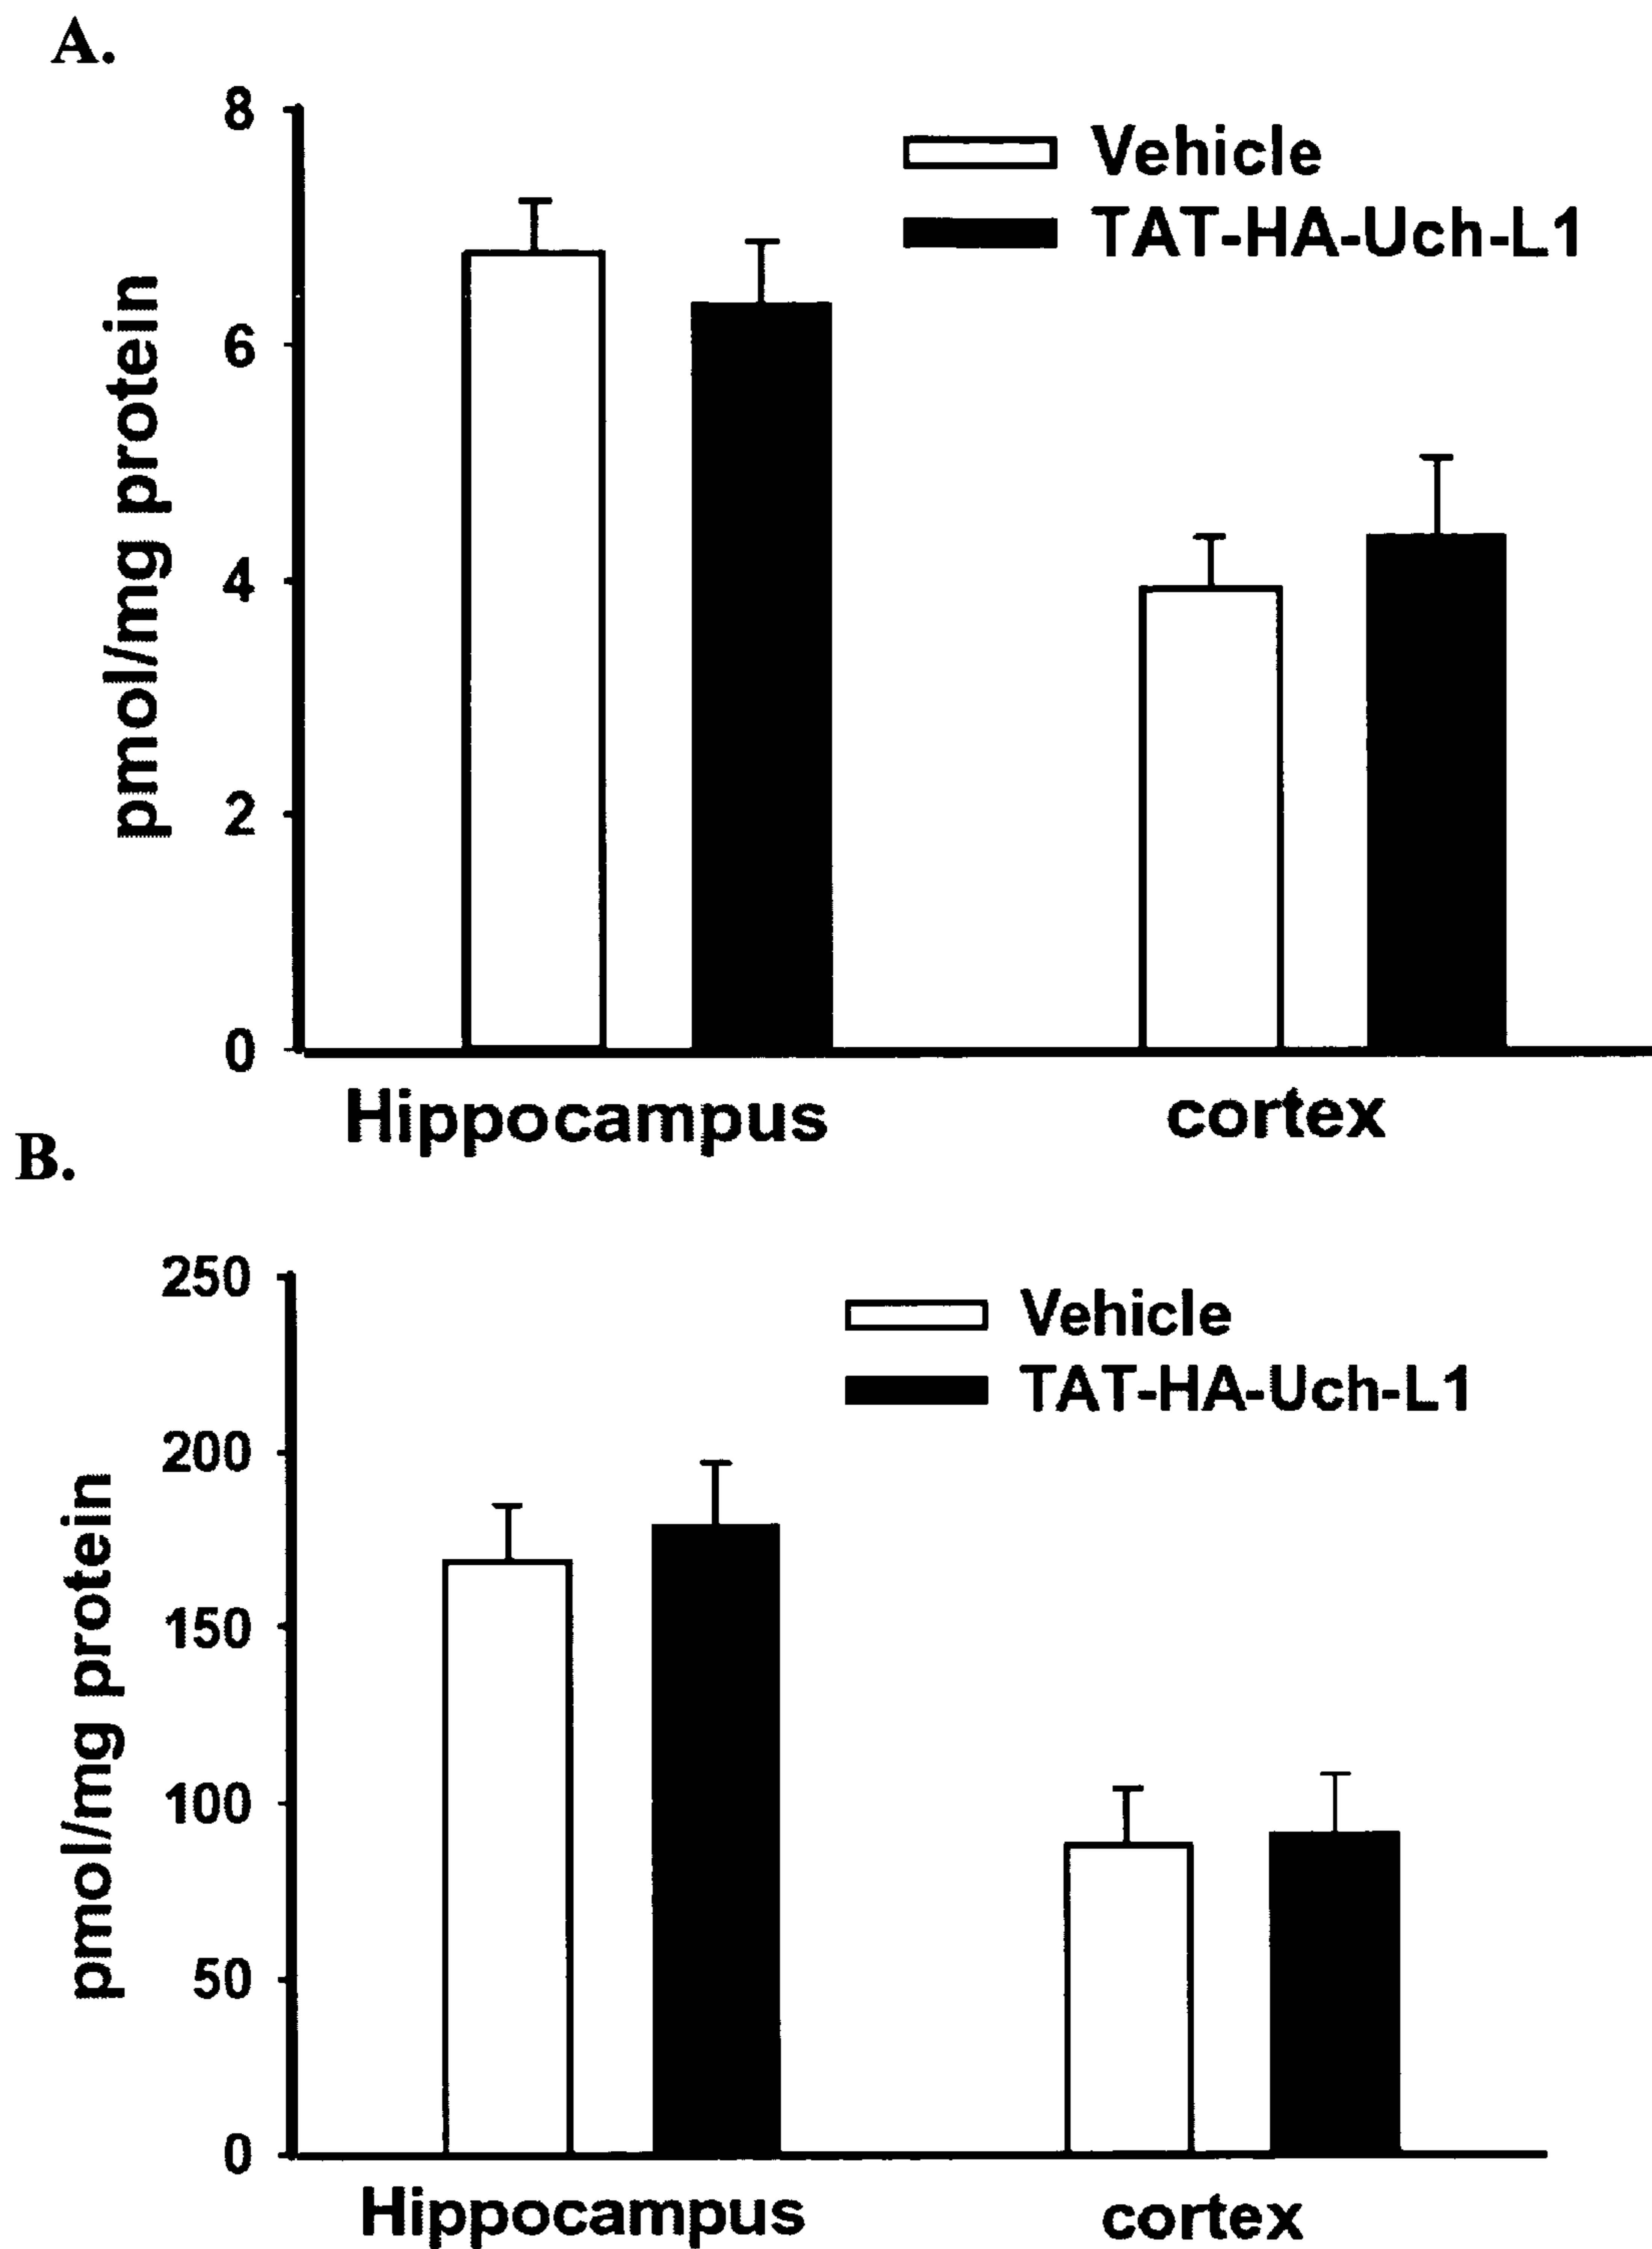 A.
8
Vehicle
TAT-HA-Uch-L1
6
4
2
0
pmol/mg protein
Hippocampus cortex
B.
250
Vehicle
TAT-HA-Uch-L1
200
150
100
50
0
pmol/mg protein
Hippocampus cortex